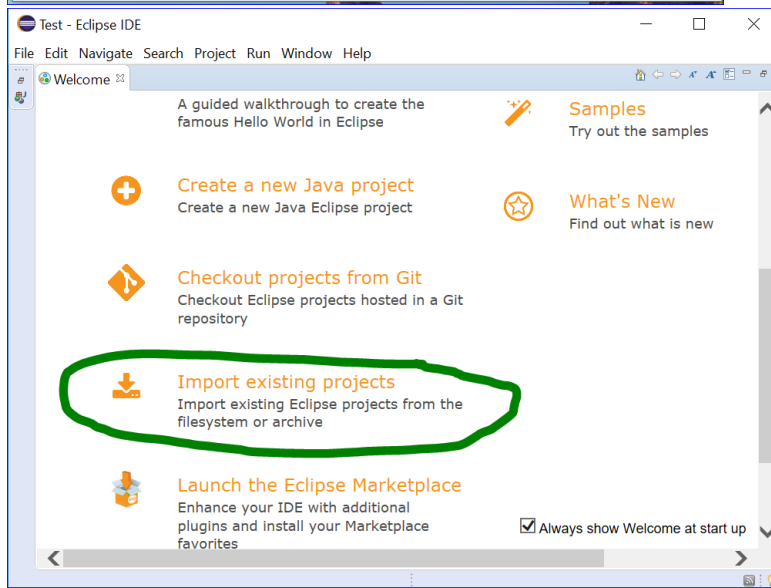 Test - Eclipse IDE
File Edit Navigate Search Project Run Window Help
Welcome
A guided walkthrough to create the
famous Hello World in Eclipse
Samples
Try out the samples
Create a new Java project
Create a new Java Eclipse project
What's New
Find out what is new
Checkout projects from Git
Checkout Eclipse projects hosted in a Git
repository
Import existing projects
Import existing Eclipse projects from the
filesystem or archive
Launch the Eclipse Marketplace
Enhance your IDE with additional
plugins and install your Marketplace
favorites
Always show Welcome at start up